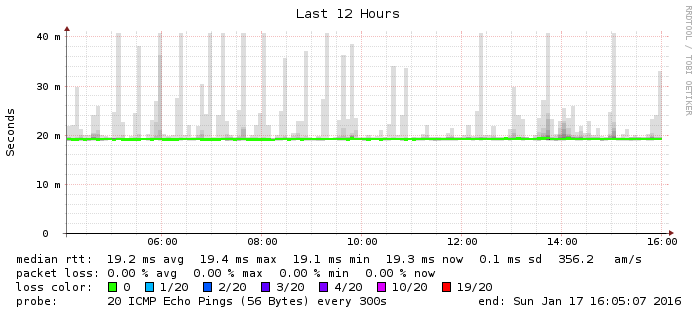 Last 12 Hours
RRDTOOL / TOBI OETIKER
Seconds
40 m
30 m
20 m
10 m
0
06:00 08:00 10:00 12:00 14:00 16:00
median rtt: 19.2 ms avg 19.4 ms max 19.1 ms min 19.3 ms now 0.1 ms sd 356.2 am/s
packet loss: 0.00 % avg 0.00 % max 0.00 % min 0.00 % now
loss color: 0 1/20 2/20 3/20 4/20 10/20 19/20
probe: 20 ICMP Echo Pings (56 Bytes) every 300s end: Sun Jan 17 16:05:07 2016